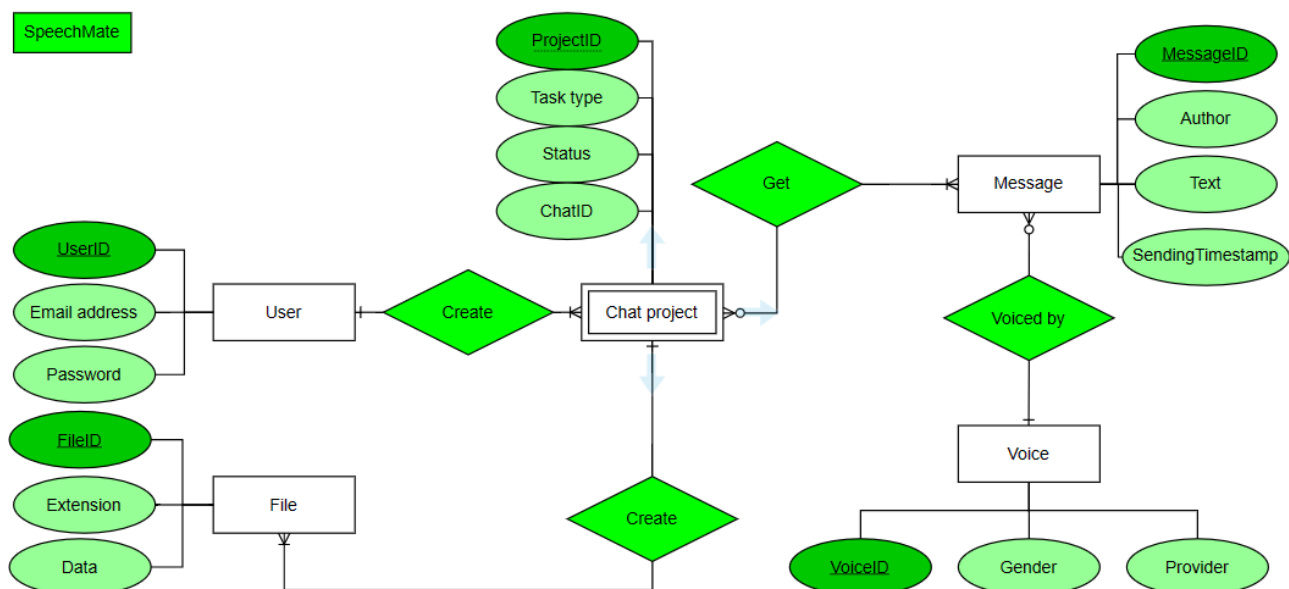 SpeechMate
ProjectID
Task type
Status
ChatID
MessageID
Author
Text
SendingTimestamp
Get
Message
UserID
Email address
Password
User
Create
Chat project
Voiced by
FileID
Extension
Data
File
Create
Voice
VoiceID
Gender
Provider